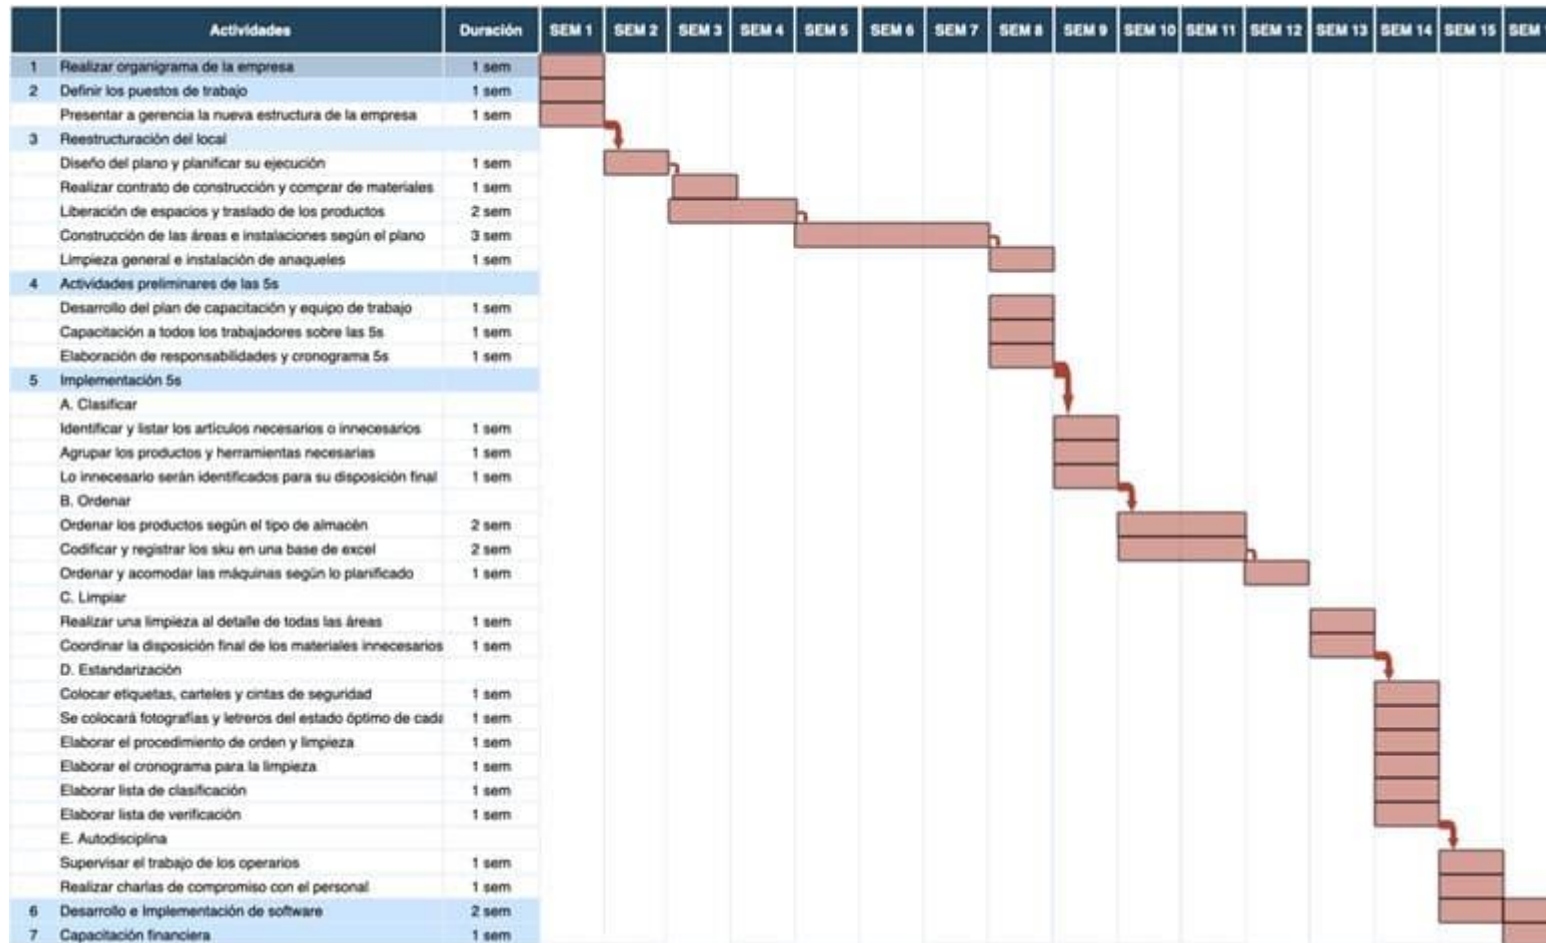 Actividades Duración SEM 1 SEM 2 SEM 3 SEM 4 SEM 5 SEM 6 SEM 7 SEM 8 SEM 9 SEM 10 SEM 11 SEM 12 SEM 13 SEM 14 SEM 15 SEM
1 Realizar organigrama de la empresa 1 sem
2 Definir los puestos de trabajo 1 sem
Presentar a gerencia la nueva estructura de la empresa 1 sem
3 Reestructuración del local
Diseño del plano y planificar su ejecución 1 sem
Realizar contrato de construcción y comprar de materiales 1 sem
Liberación de espacios y traslado de los productos 2 sem
Construcción de las áreas e instalaciones según el plano 3 sem
Limpieza general e instalación de anaqueles 1 sem
4 Actividades preliminares de las 5s
Desarrollo del plan de capacitación y equipo de trabajo 1 sem
Capacitación a todos los trabajadores sobre las 5s 1 sem
Elaboración de responsabilidades y cronograma 5s 1 sem
5 Implementación 5s
A. Clasificar
Identificar y listar los artículos necesarios o innecesarios 1 sem
Agrupar los productos y herramientas necesarias 1 sem
Lo innecesario serán identificados para su disposición final 1 sem
B. Ordenar
Ordenar los productos según el tipo de almacén 2 sem
Codificar y registrar los sku en una base de excel 2 sem
Ordenar y acomodar las máquinas según lo planificado 1 sem
C. Limpiar
Realizar una limpieza al detalle de todas las áreas 1 sem
Coordinar la disposición final de los materiales innecesarios 1 sem
D. Estandarización
Colocar etiquetas, carteles y cintas de seguridad 1 sem
Se colocará fotografías y letreros del estado óptimo de cada 1 sem
Elaborar el procedimiento de orden y limpieza 1 sem
Elaborar el cronograma para la limpieza 1 sem
Elaborar lista de clasificación 1 sem
Elaborar lista de verificación 1 sem
E. Autodisciplina
Supervisar el trabajo de los operarios 1 sem
Realizar charlas de compromiso con el personal 1 sem
6 Desarrollo e Implementación de software 2 sem
7 Capacitación financiera 1 sem